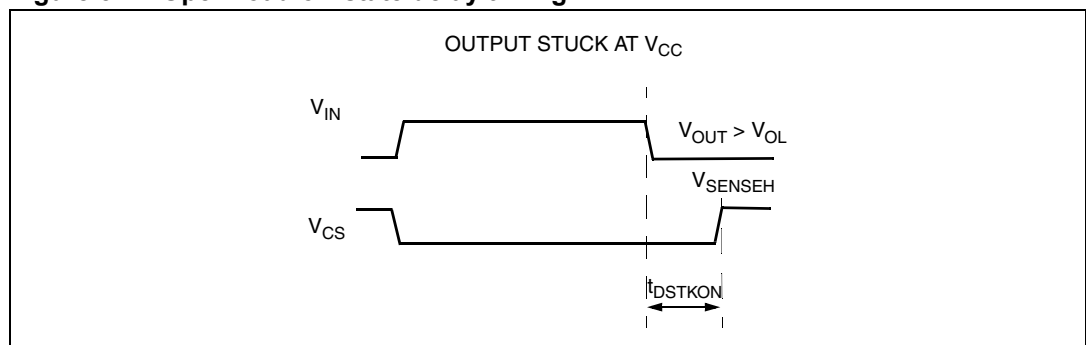 OUTPUT STUCK AT VCC
VIN
VOUT > VOL
VSENSEH
VCS
tDSTKON